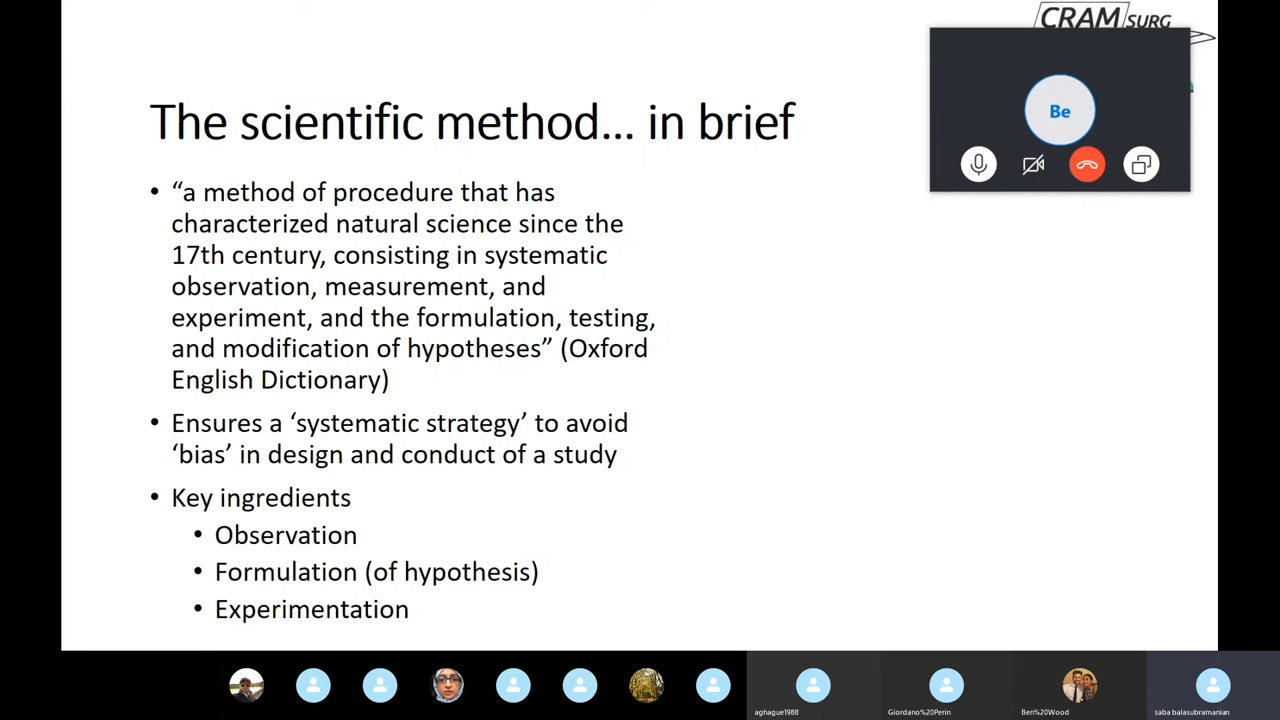 CRAMSURG
Be
The scientific method... in brief
• “a method of procedure that has
characterized natural science since the
17th century, consisting in systematic
observation, measurement, and
experiment, and the formulation, testing,
and modification of hypotheses” (Oxford
English Dictionary)
• Ensures a ‘systematic strategy’ to avoid
‘bias’ in design and conduct of a study
• Key ingredients
• Observation
• Formulation (of hypothesis)
• Experimentation
aghague1988
Giordano%20Perin
Ben%20Wood
saba balasubramanian